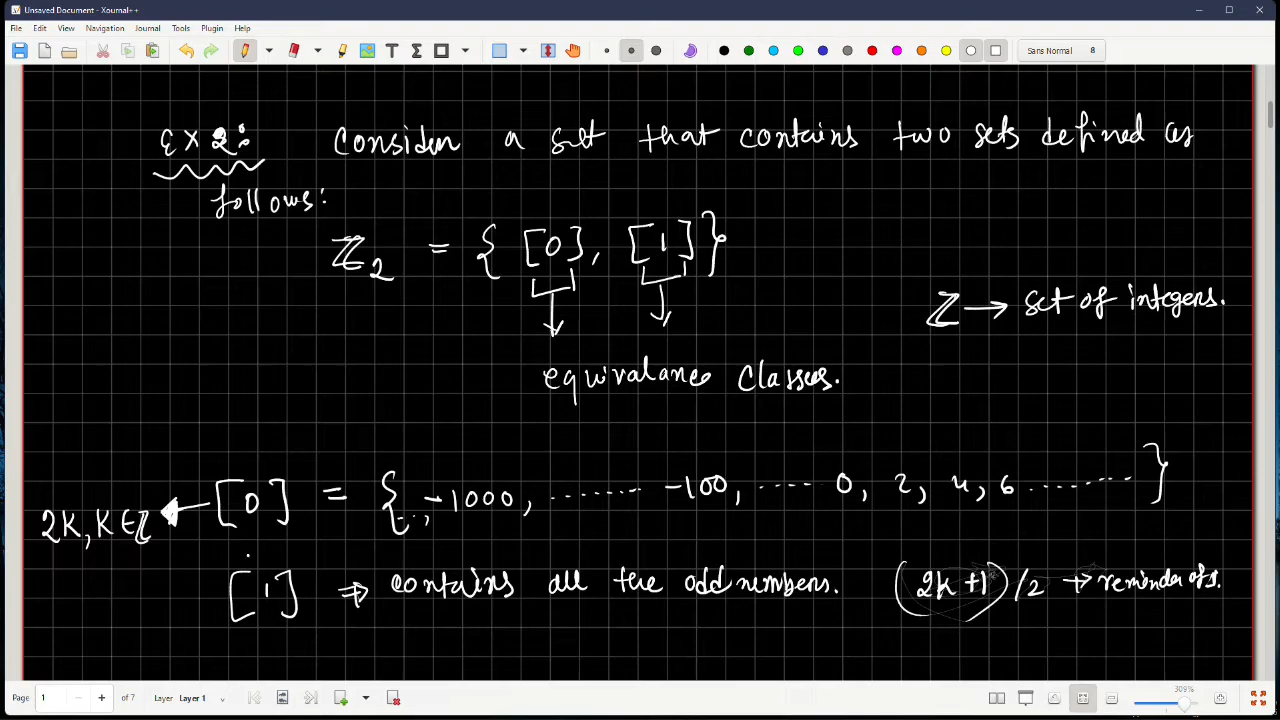 Unsaved Document - Xournal++
File Edit View Navigation Journal Tools Plugin Help
Sans Normal 8
Ex 2: Consider a set that contains two sets defined as
follows:
ℤ₂ = { [0], [1] }
ℤ → set of integers.
equivalance classes.
[0] = { ..., -1000, ........ -100, ..... 0, 2, 4, 6 ......... }
2K, K ∈ ℤ
[1] ⇒ contains all the odd numbers. (2k+1)/2 → reminder of 1.
Page 1 of 7 Layer Layer 1 309%